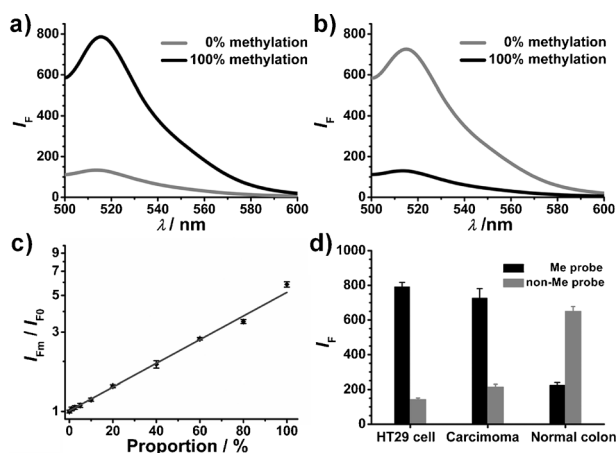 a)
0% methylation
100% methylation
I_F
800
600
400
200
0
500 520 540 560 580 600
λ / nm
b)
0% methylation
100% methylation
I_F
800
600
400
200
0
500 520 540 560 580 600
λ / nm
c)
I_Fm / I_F0
9
7
5
3
1
0 20 40 60 80 100
Proportion / %
d)
Me probe
non-Me probe
I_F
1000
800
600
400
200
0
HT29 cell Carcimoma Normal colon